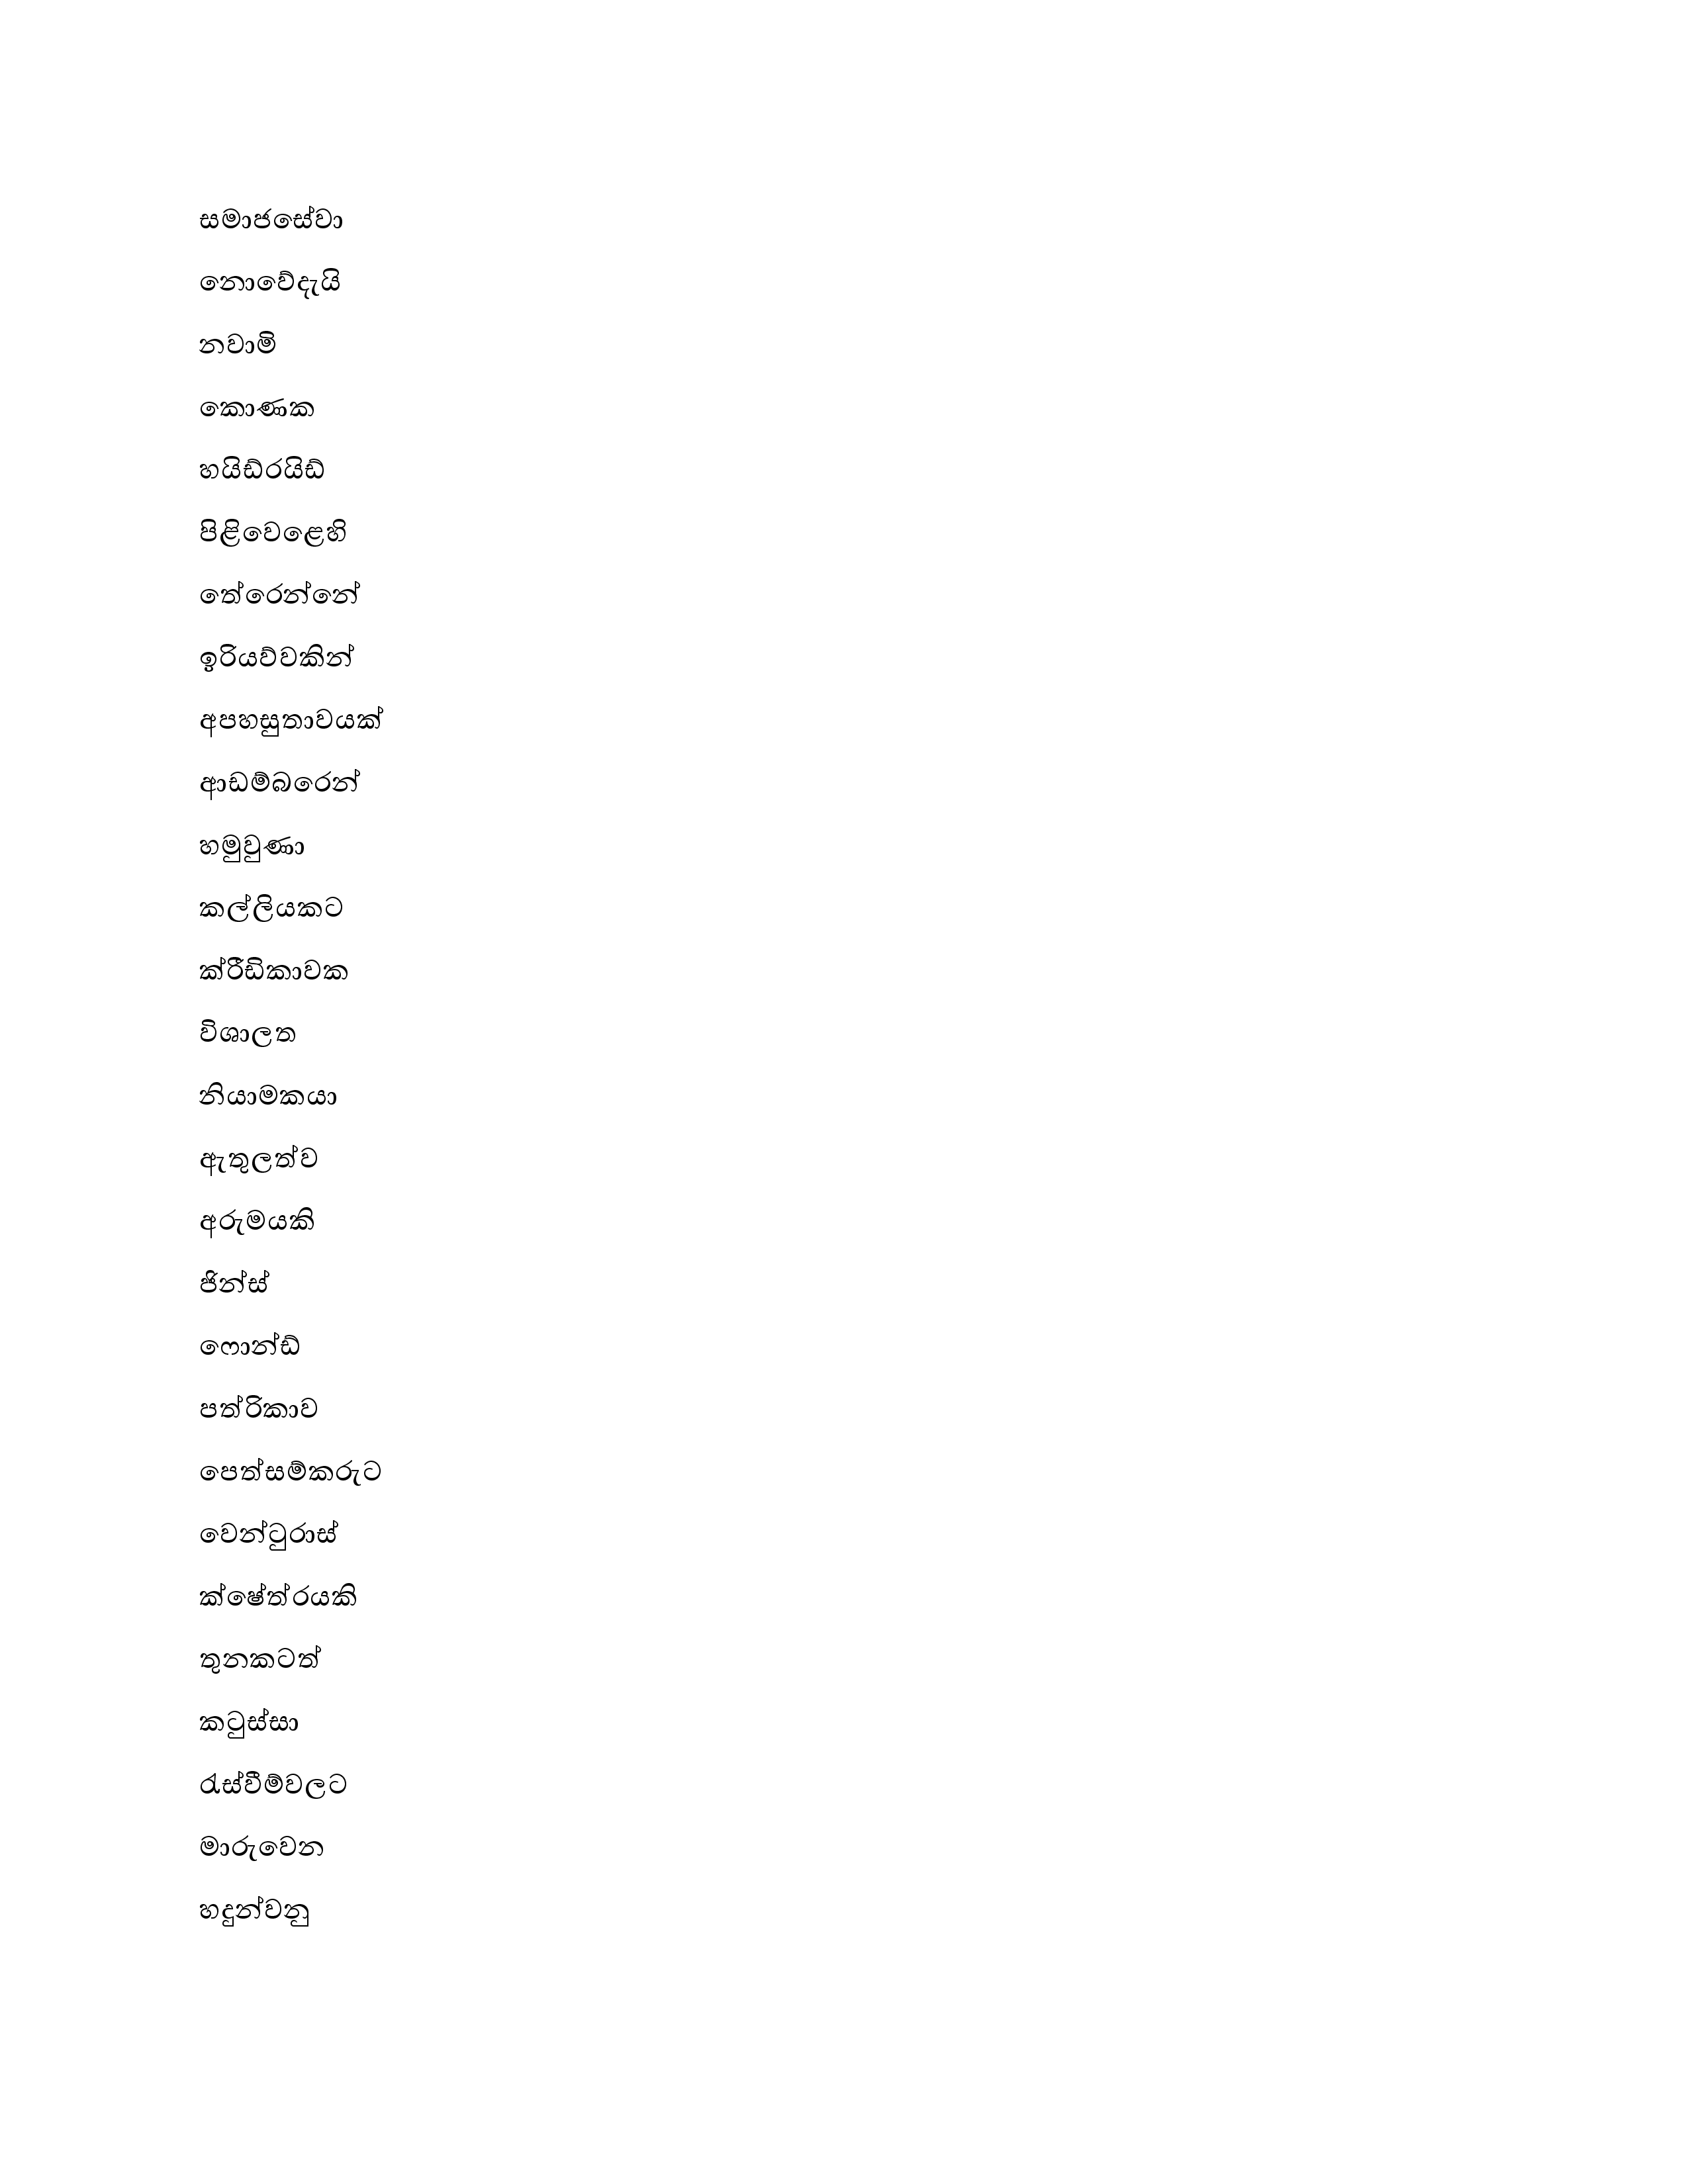 සමාජසේවා
නොවේදැයි
නවාමි
කොණක
හයිඩ්රයිඩ්
පිළිවෙළෙහි
තේරෙන්නේ
ඉරියව්වකින්
අපහසුතාවයක්
ආඩම්බරෙන්
හමුවුණා
කල්ලියකට
ක්රීඩිකාවක
විශාලත
නියාමකයා
ඇතුලත්ව
අරුමයකි
ජින්ස්
ෆොන්ඩ්
පත්රිකාව
පෙත්සම්කරුට
වෙන්ටුරාස්
ක්ෂේත්රයකි
තුනකටත්
කටුස්සා
රැස්වීම්වලට
මාරුවෙන
හදුන්වනු